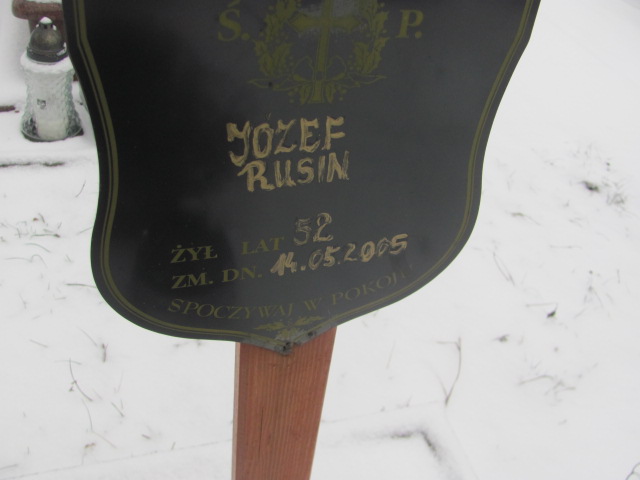 Ś. P.
JÓZEF
RUSIN
ŻYŁ LAT 52
ZM. DN. 14.05.2005
SPOCZYWAJ W POKOJU